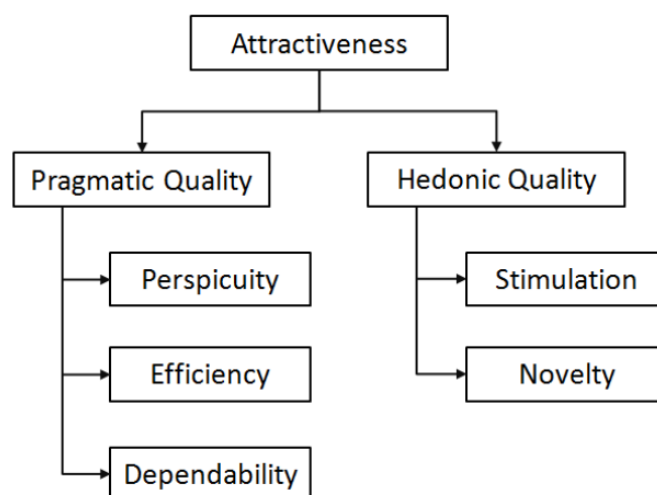 Attractiveness
Pragmatic Quality
Hedonic Quality
Perspicuity
Stimulation
Efficiency
Novelty
Dependability